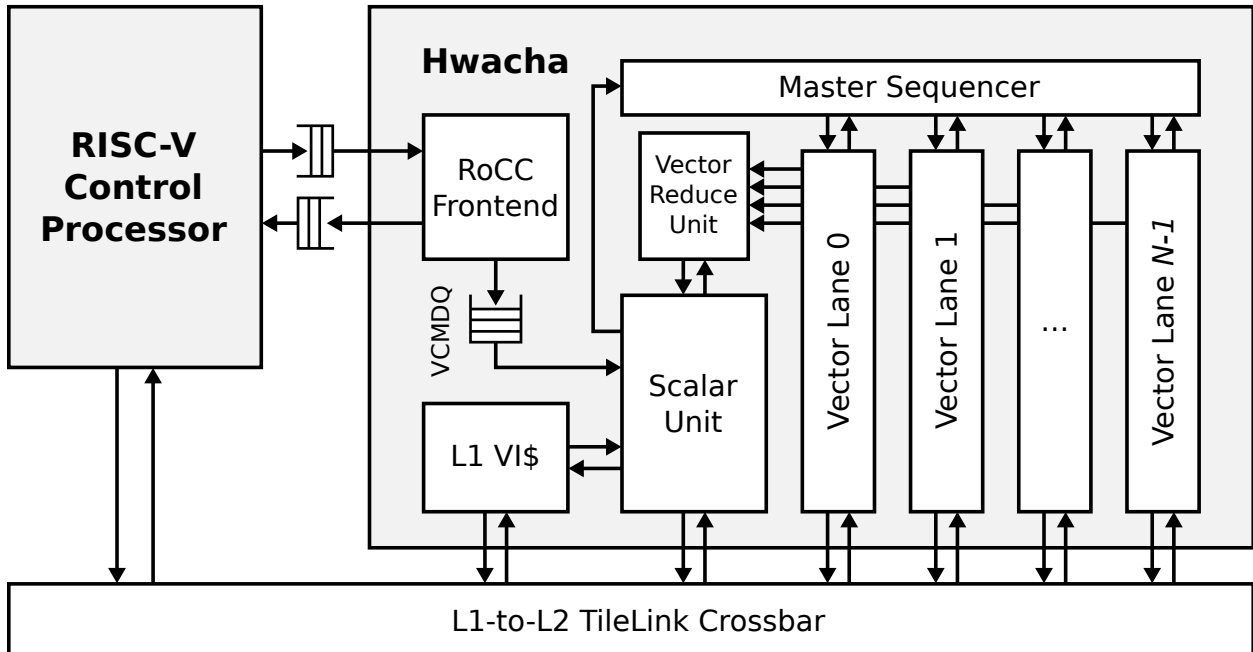 Hwacha
Master Sequencer
RISC-V
Control
Processor
RoCC
Frontend
Vector
Reduce
Unit
Vector Lane 0
Vector Lane 1
...
Vector Lane N-1
VCMDQ
Scalar
Unit
L1 VI$
L1-to-L2 TileLink Crossbar